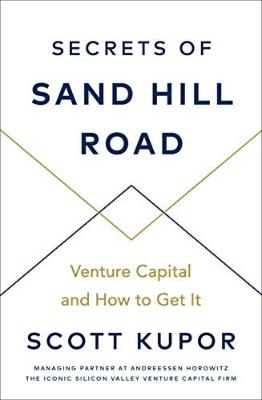 SECRETS OF
SAND HILL
ROAD
Venture Capital
and How to Get It
SCOTT KUPOR
MANAGING PARTNER AT ANDREESSEN HOROWITZ
THE ICONIC SILICON VALLEY VENTURE CAPITAL FIRM